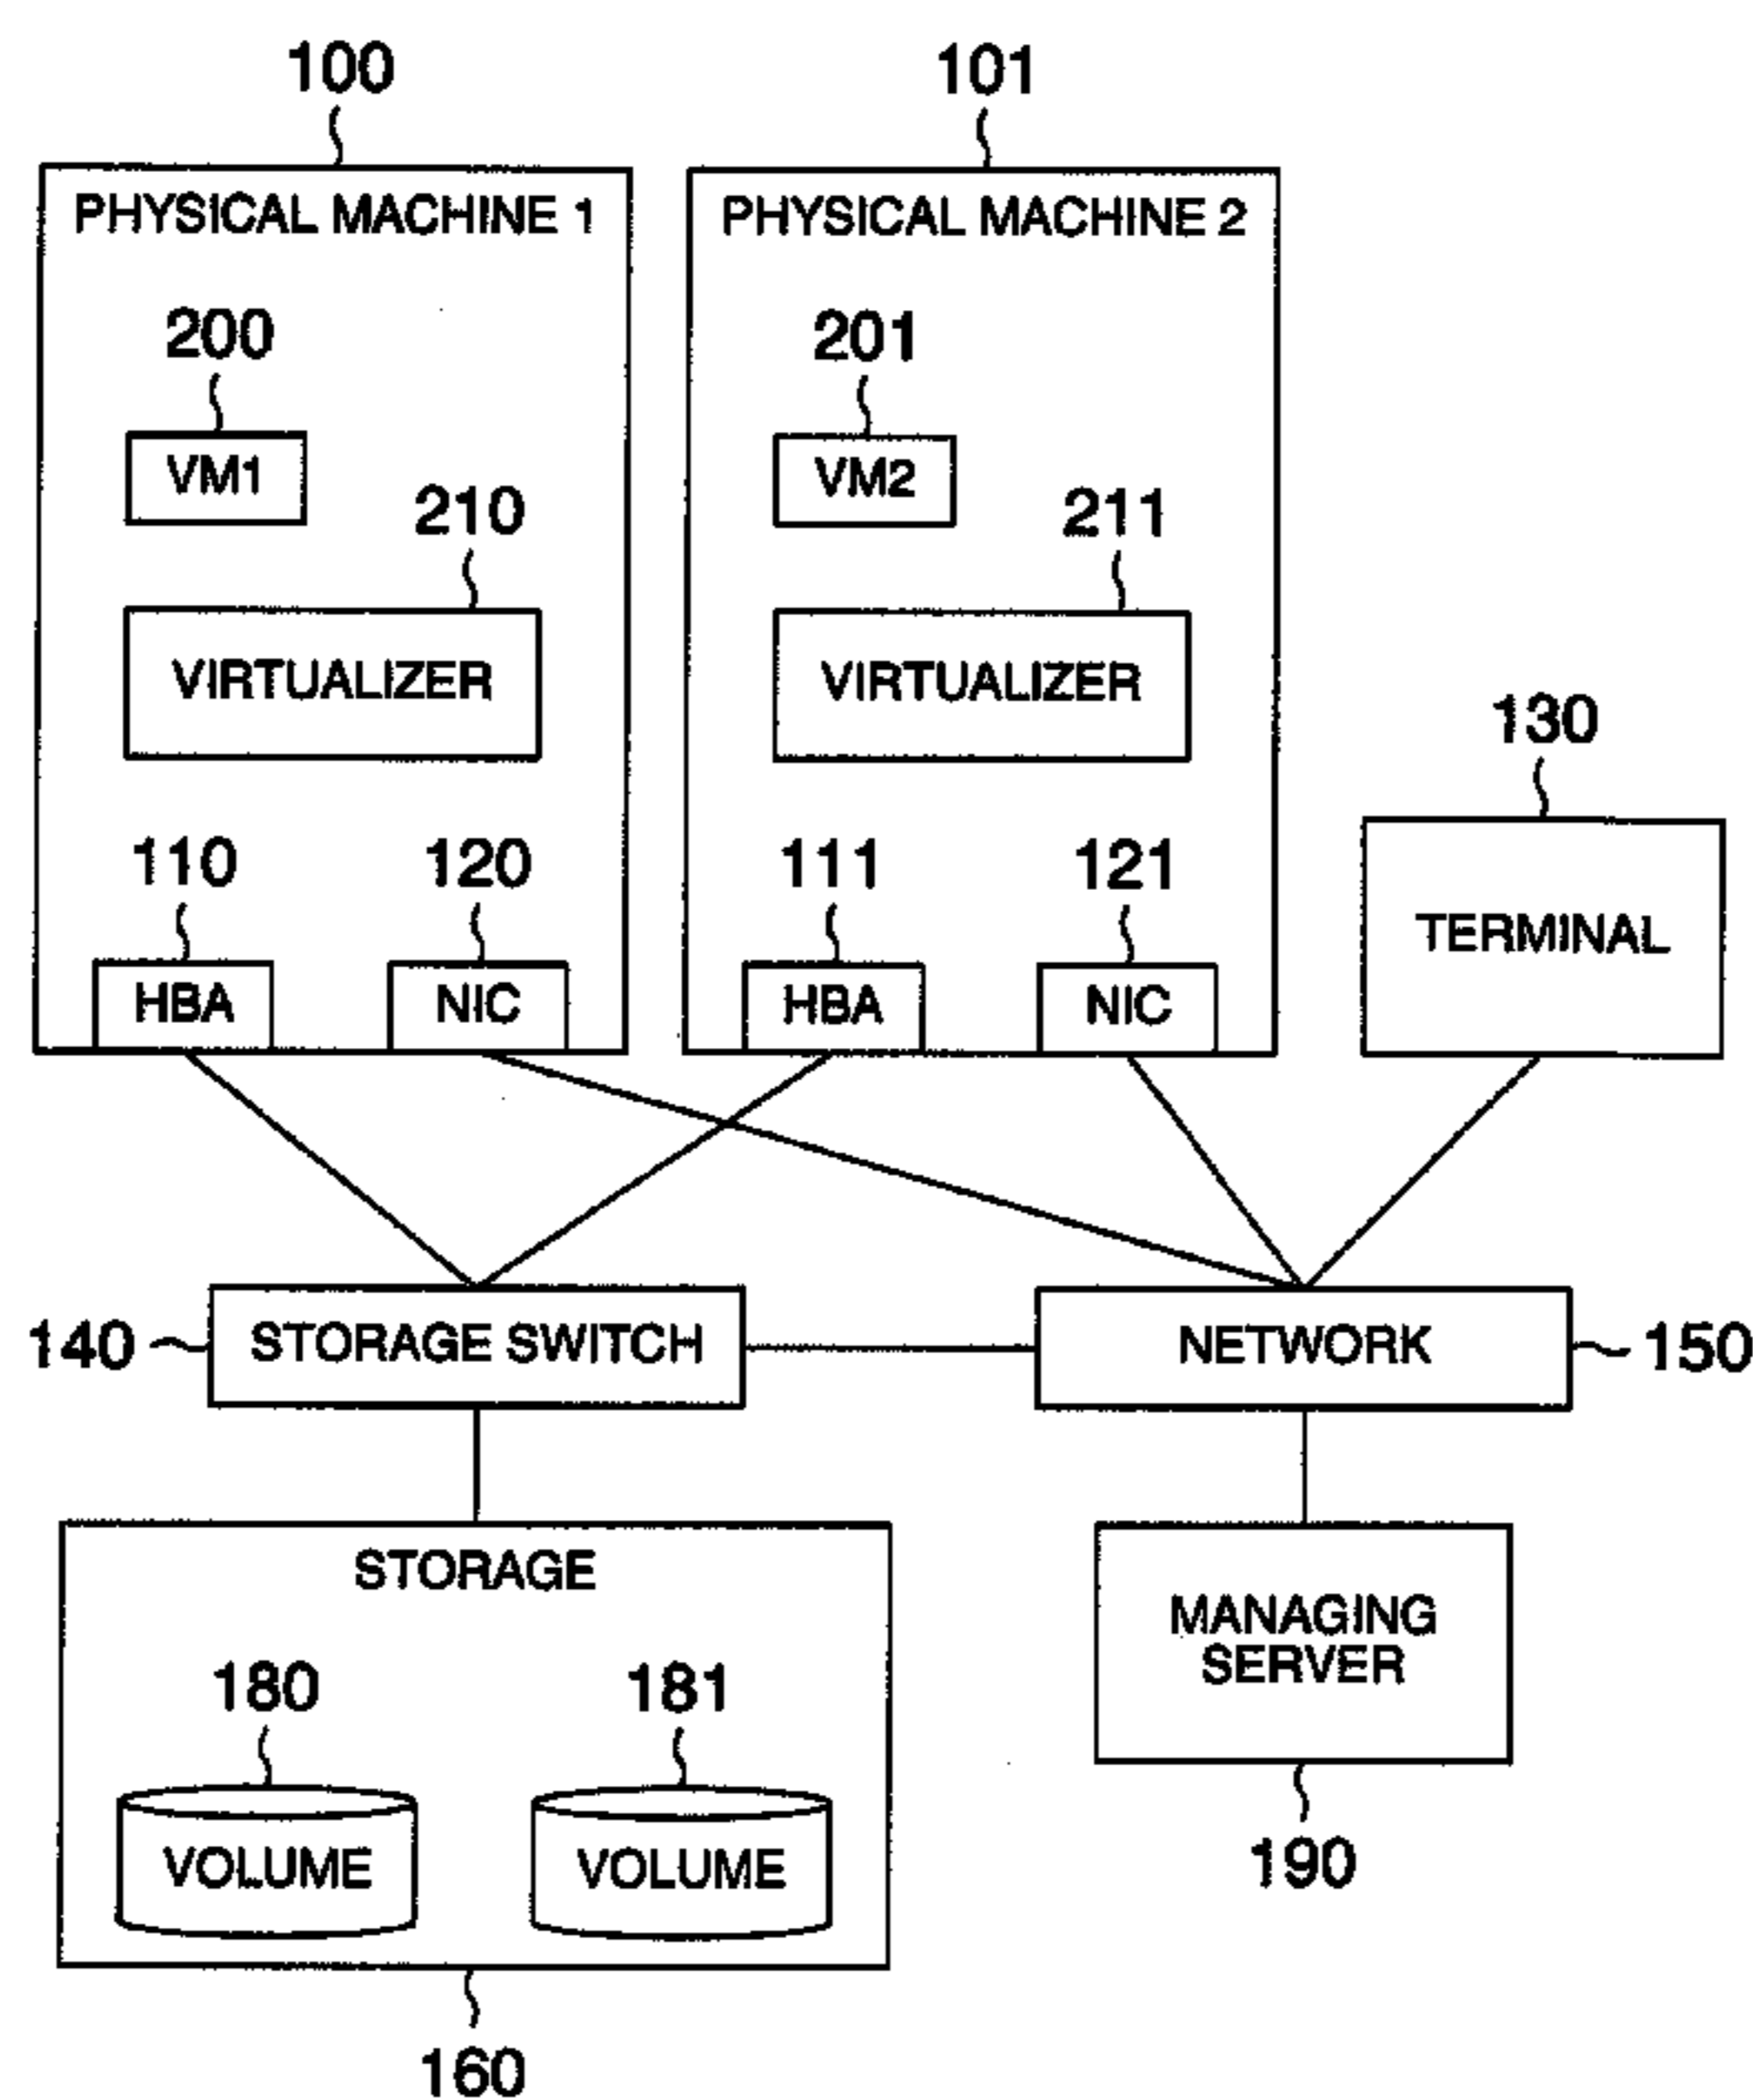 100
101
PHYSICAL MACHINE 1
PHYSICAL MACHINE 2
200
201
VM1
VM2
210
211
VIRTUALIZER
VIRTUALIZER
130
110
120
111
121
TERMINAL
HBA
NIC
HBA
NIC
140
STORAGE SWITCH
NETWORK
150
STORAGE
MANAGING
SERVER
180
181
VOLUME
VOLUME
190
160